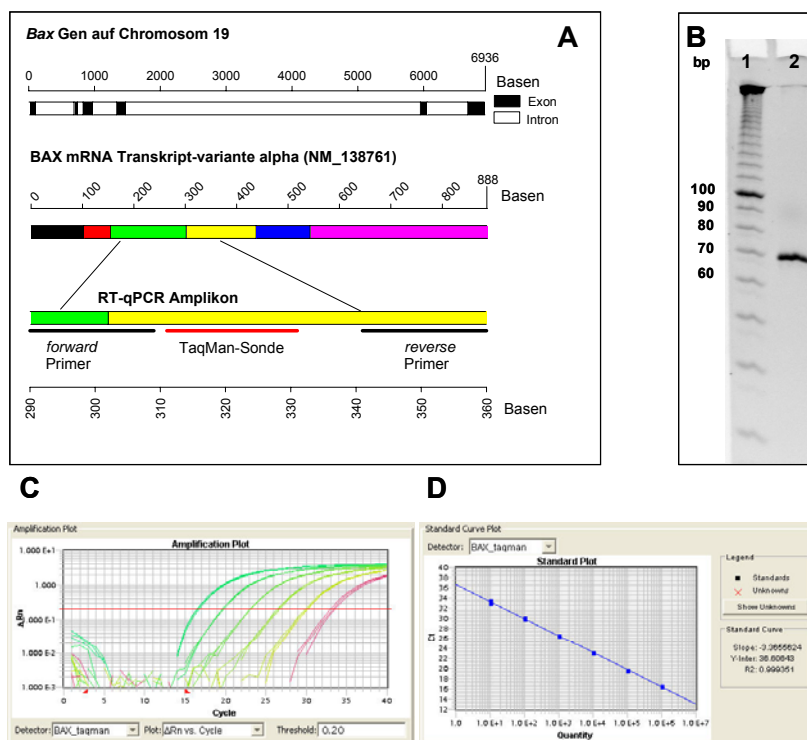 Bax Gen auf Chromosom 19
A
6936
0 1000 2000 3000 4000 6000
Basen
Exon
Intron
BAX mRNA Transkript-variante alpha (NM_138761)
0 100 200 300 400 500 600 700 800 888
Basen
RT-qPCR Amplikon
forward Primer
TaqMan-Sonde
reverse Primer
290 300 310 320 330 340 350 360
Basen
B
bp 1 2
100
90
80
70
60
C
Amplification Plot
Amplification Plot
1.000 E+1
1.000
1.000 E-1
1.000 E-2
1.000 E-3
ΔRn
0 5 10 15 20 25 30 35 40
Cycle
Detector: BAX_taqman Plot: ΔRn vs. Cycle Threshold: 0.20
D
Standard Curve Plot
Detector: BAX_taqman
Standard Plot
40
38
36
34
32
30
28
26
24
22
20
18
16
14
12
Ct
1.0 1.0 E+1 1.0 E+2 1.0 E+3 1.0 E+4 1.0 E+5 1.0 E+6 1.0 E+7
Quantity
Legend
Standards
Unknowns
Show Unknowns
Standard Curve
Slope: -3.3655624
Y-Inter: 36.60643
R2: 0.999351